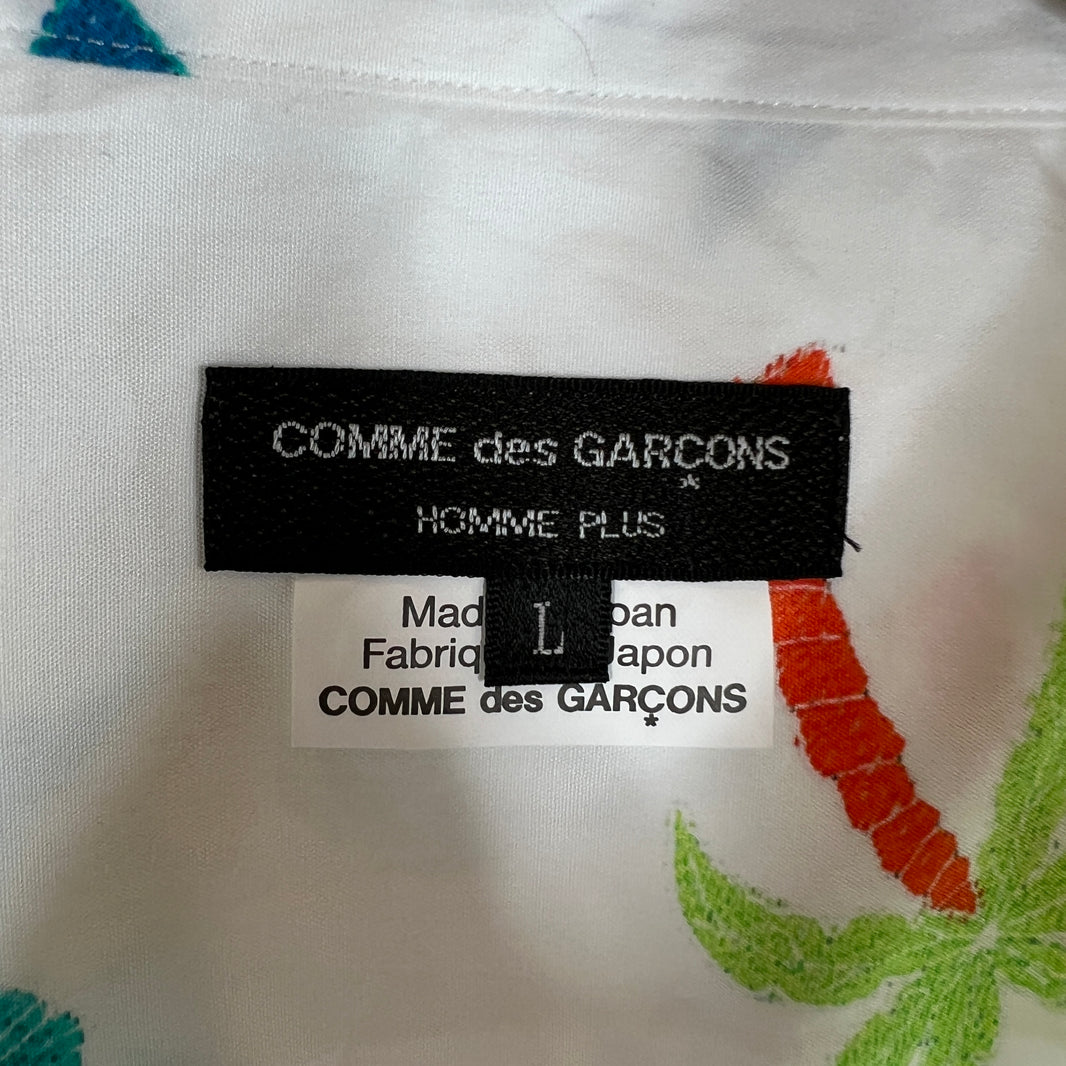 COMME des GARÇONS
HOMME PLUS
L
Mad pan
Fabriq Japon
COMME des GARÇONS